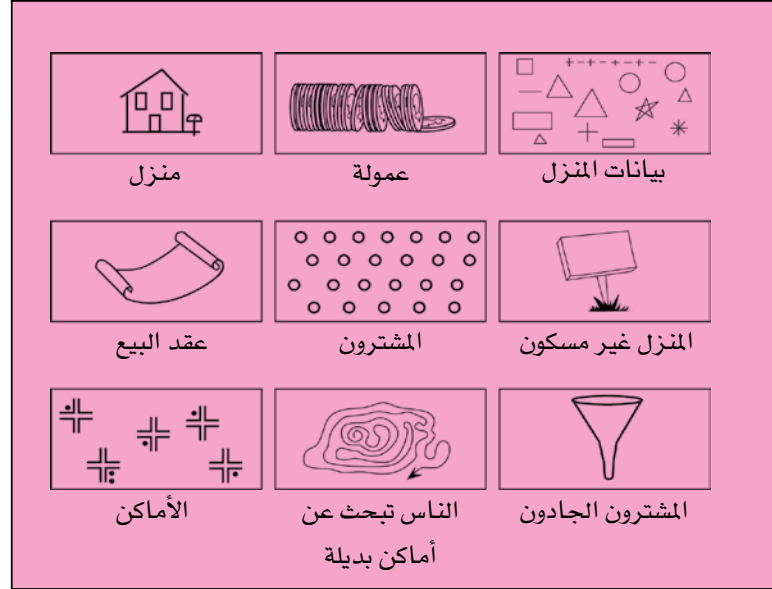 بيانات المنزل
عمولة
منزل
المنزل غير مسكون
المشترون
عقد البيع
المشترون الجادون
الناس تبحث عن
أماكن بديلة
الأماكن